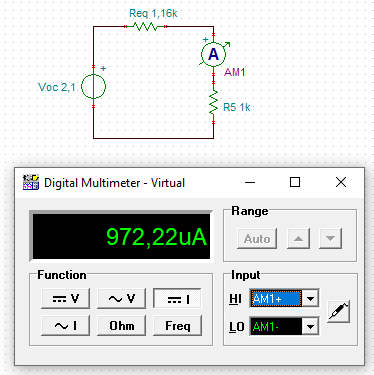 Req 1,16k
+
A
+
Voc 2,1
AM1
R5 1k
Digital Multimeter - Virtual
972,22uA
Range
Auto
Function
V
~ V
I
~ I
Ohm
Freq
Input
HI
AM1+
LO
AM1-